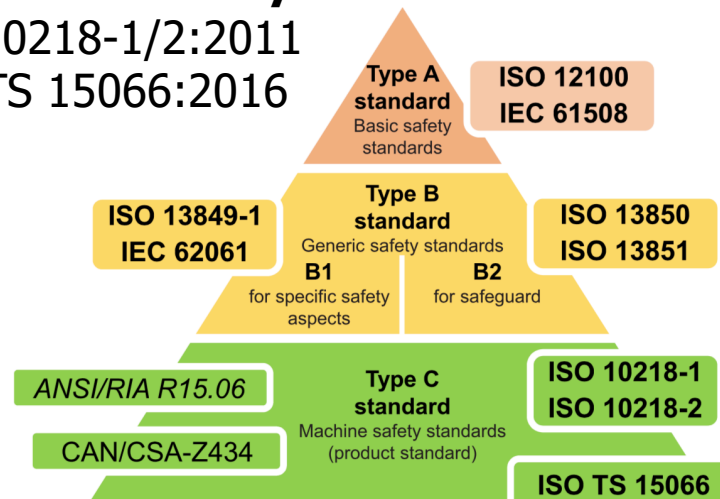 0218-1/2:2011
TS 15066:2016
Type A
standard
Basic safety
standards
ISO 12100
IEC 61508
ISO 13849-1
IEC 62061
Type B
standard
Generic safety standards
B1
for specific safety
aspects
B2
for safeguard
ISO 13850
ISO 13851
ANSI/RIA R15.06
CAN/CSA-Z434
Type C
standard
Machine safety standards
(product standard)
ISO 10218-1
ISO 10218-2
ISO TS 15066